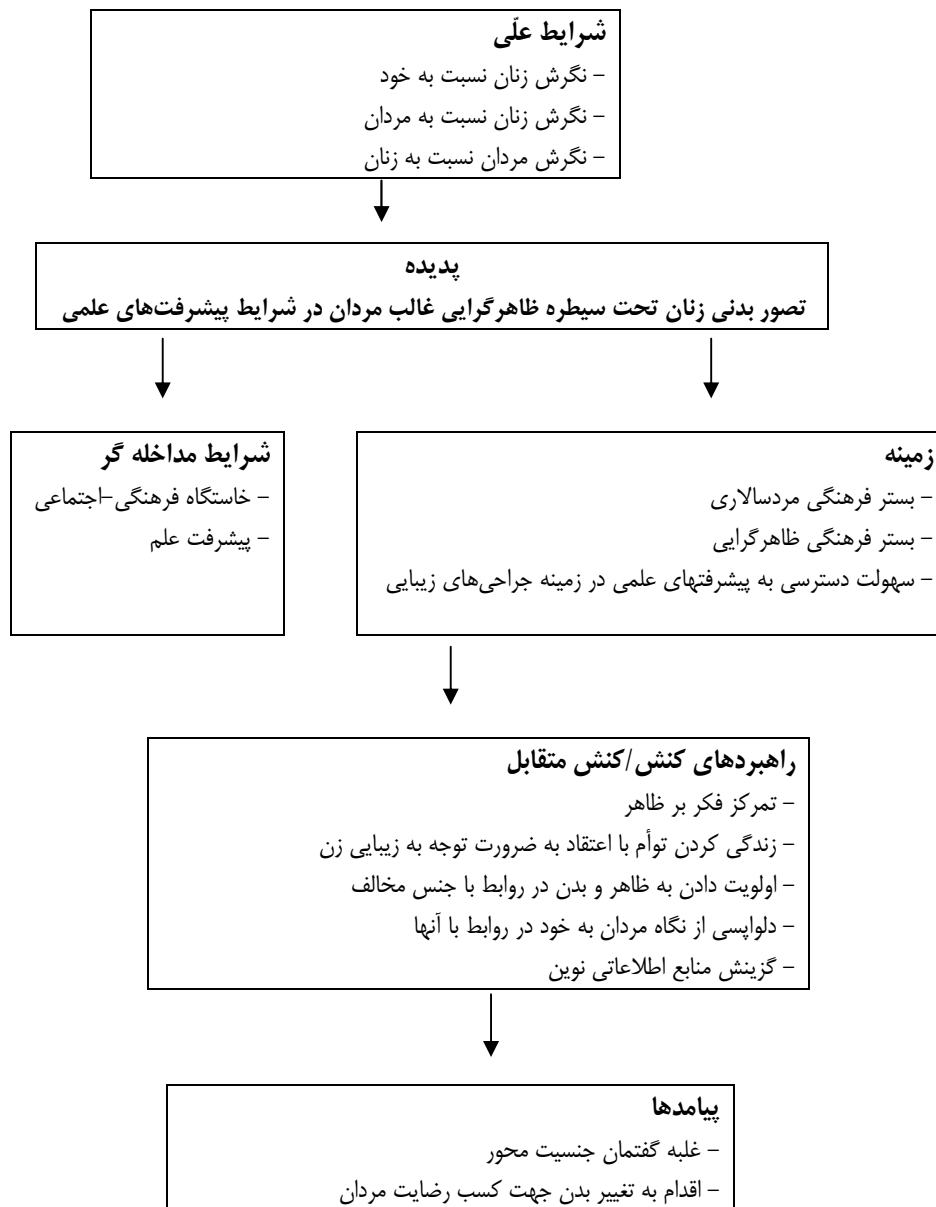 شرایط علّی
- نگرش زنان نسبت به خود
- نگرش زنان نسبت به مردان
- نگرش مردان نسبت به زنان
پدیده
تصور بدنی زنان تحت سیطره ظاهرگرایی غالب مردان در شرایط پیشرفت‌های علمی
زمینه
- بستر فرهنگی مردسالاری
- بستر فرهنگی ظاهرگرایی
- سهولت دسترسی به پیشرفتهای علمی در زمینه جراحی‌های زیبایی
شرایط مداخله گر
- خاستگاه فرهنگی-اجتماعی
- پیشرفت علم
راهبردهای کنش/کنش متقابل
- تمرکز فکر بر ظاهر
- زندگی کردن توأم با اعتقاد به ضرورت توجه به زیبایی زن
- اولویت دادن به ظاهر و بدن در روابط با جنس مخالف
- دلواپسی از نگاه مردان به خود در روابط با آنها
- گزینش منابع اطلاعاتی نوین
پیامدها
- غلبه گفتمان جنسیت محور
- اقدام به تغییر بدن جهت کسب رضایت مردان